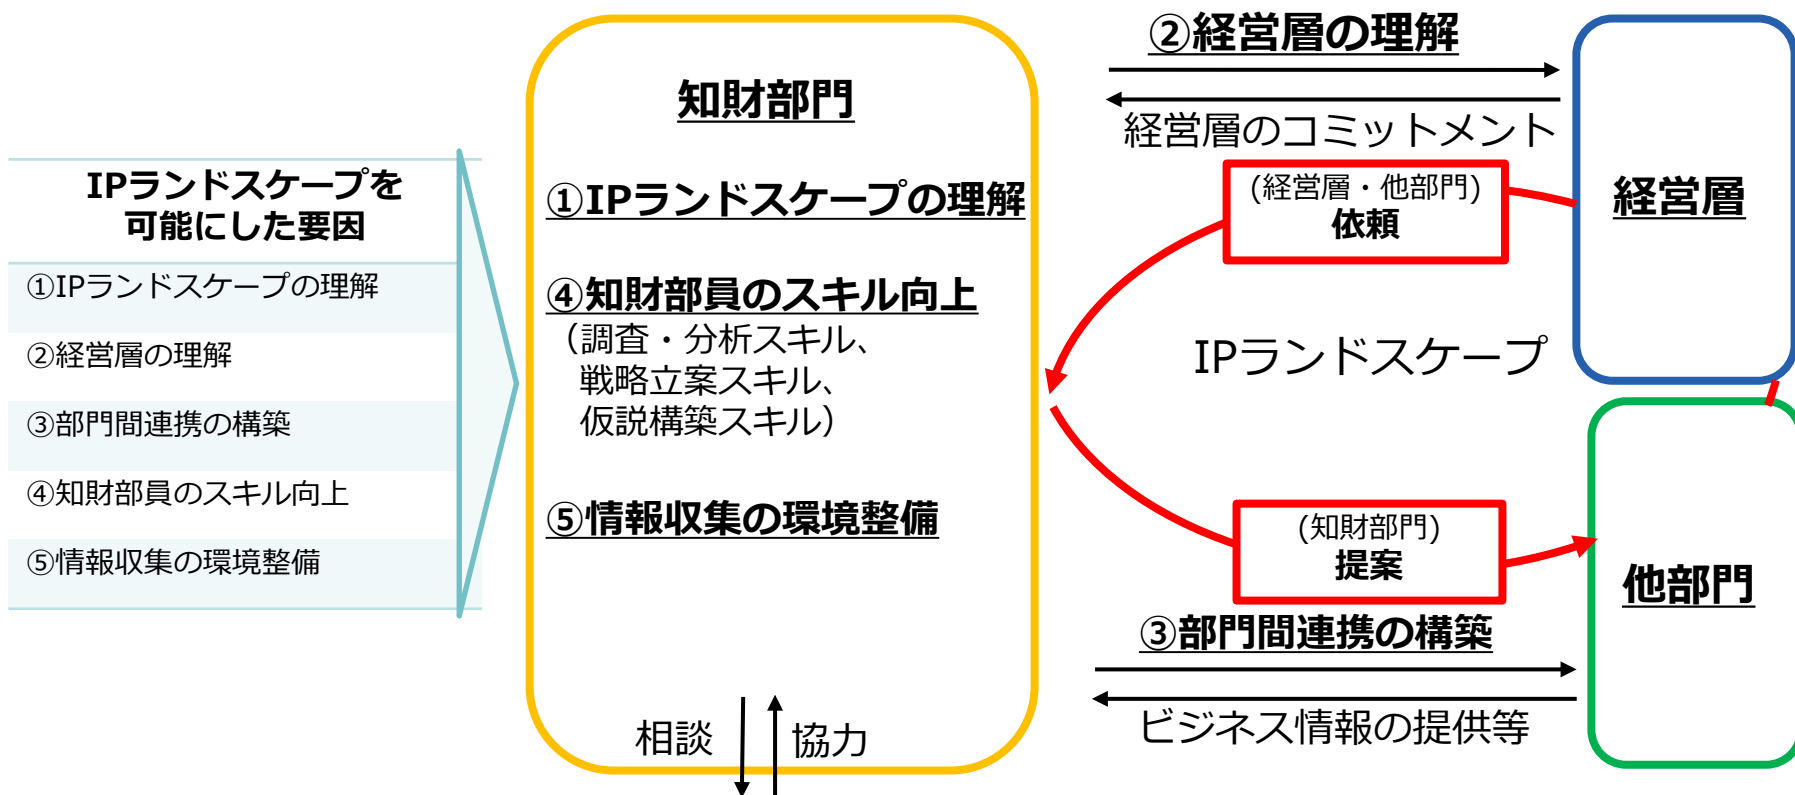 IPランドスケープを
可能にした要因
①IPランドスケープの理解
②経営層の理解
③部門間連携の構築
④知財部員のスキル向上
⑤情報収集の環境整備
知財部門
①IPランドスケープの理解
④知財部員のスキル向上
（調査・分析スキル、
戦略立案スキル、
仮説構築スキル）
⑤情報収集の環境整備
相談
協力
②経営層の理解
経営層のコミットメント
(経営層・他部門)
依頼
IPランドスケープ
(知財部門)
提案
③部門間連携の構築
ビジネス情報の提供等
経営層
他部門